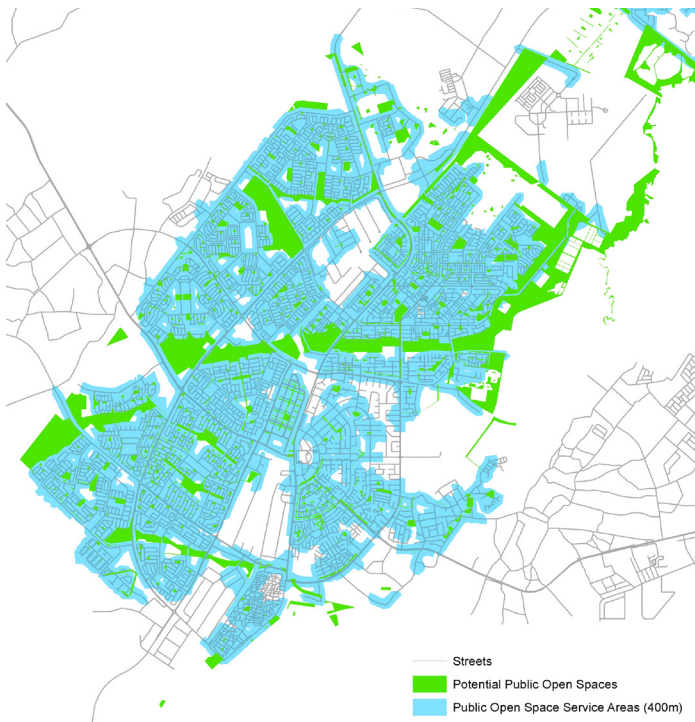 Streets
Potential Public Open Spaces
Public Open Space Service Areas (400m)